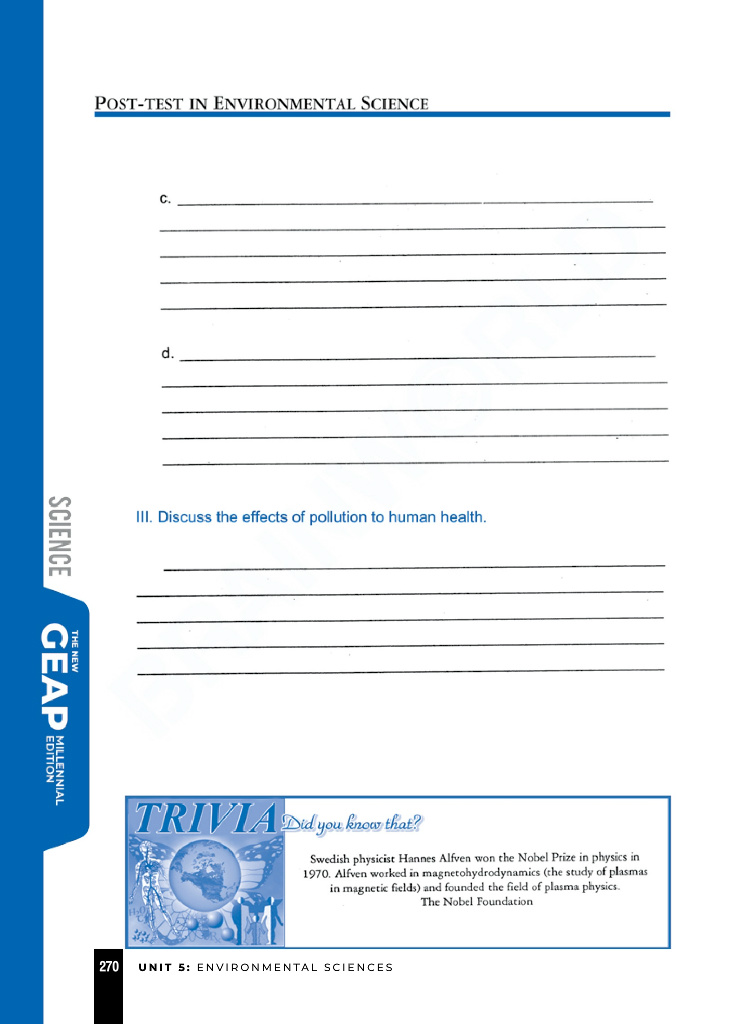 POST-TEST IN ENVIRONMENTAL SCIENCE
c.
d.
III. Discuss the effects of pollution to human health.
SCIENCE
THE NEW
GEAP
MILLENNIAL
EDITION
TRIVIA
Did you know that?
Swedish physicist Hannes Alfven won the Nobel Prize in physics in
1970. Alfven worked in magnetohydrodynamics (the study of plasmas
in magnetic fields) and founded the field of plasma physics.
The Nobel Foundation
270
UNIT 5: ENVIRONMENTAL SCIENCES